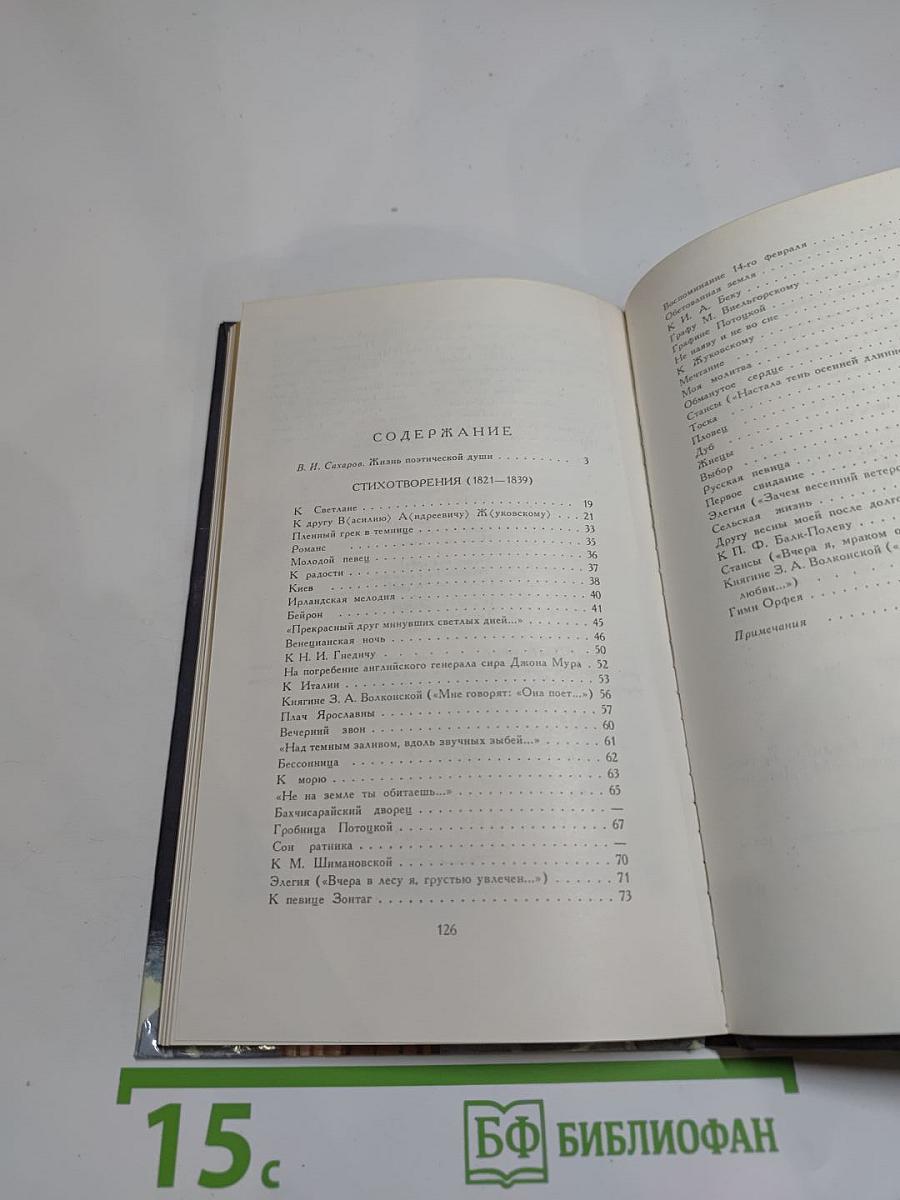 СОДЕРЖАНИЕ
В. И. Сахаров. Жизнь поэтической души . . . . . . . . . . 3
СТИХОТВОРЕНИЯ (1821—1839)
К Светлане . . . . . . . . . . . . . . . . . . . . 19
К другу В⟨асилию⟩ А⟨ндреевичу⟩ Ж⟨уковскому⟩ . . . 21
Пленный грек в темнице . . . . . . . . . . . . . . 33
Романс . . . . . . . . . . . . . . . . . . . . 35
Молодой певец . . . . . . . . . . . . . . . . . . 36
К радости . . . . . . . . . . . . . . . . . . . . 37
Киев . . . . . . . . . . . . . . . . . . . . 38
Ирландская мелодия . . . . . . . . . . . . . . . . 40
Бейрон . . . . . . . . . . . . . . . . . . . . 41
«Прекрасный друг минувших светлых дней...» . . . . . 45
Венецианская ночь . . . . . . . . . . . . . . . . 46
К Н. И. Гнедичу . . . . . . . . . . . . . . . . . 50
На погребение английского генерала сира Джона Мура . 52
К Италии . . . . . . . . . . . . . . . . . . . . 53
Княгине З. А. Волконской («Мне говорят: «Она поет...») 56
Плач Ярославны . . . . . . . . . . . . . . . . . 57
Вечерний звон . . . . . . . . . . . . . . . . . . 60
«Над темным заливом, вдоль звучных зыбей...» . . . . . 61
Бессонница . . . . . . . . . . . . . . . . . . . 62
К морю . . . . . . . . . . . . . . . . . . . . 63
«Не на земле ты обитаешь...» . . . . . . . . . . . . 65
Бахчисарайский дворец . . . . . . . . . . . . . . . —
Гробница Потоцкой . . . . . . . . . . . . . . . . 67
Сон ратника . . . . . . . . . . . . . . . . . . . —
К М. Шимановской . . . . . . . . . . . . . . . . 70
Элегия («Вчера в лесу я, грустью увлечен...») . . . . . 71
К певице Зонтаг . . . . . . . . . . . . . . . . . . 73
126
Воспоминание 14-го февраля
Обетованная земля
К И. А. Беку
Графу М. Виельгорскому
Графине Потоцкой
Не наяву и не во сне
К Жуковскому
Мечтание
Моя молитва
Обманутое сердце
Стансы («Настала тень осенней длинно
Тоска
Пловец
Дуб
Жнецы
Выбор
Русская певица
Первое свидание
Элегия («Зачем весенний ветеро
Сельская жизнь
Другу весны моей после долго
К П. Ф. Балк-Полеву
Стансы («Вчера я, мраком о
Княгине З. А. Волконской («
любви...»)
Гимн Орфея
Примечания
15с
БФ БИБЛИОФАН